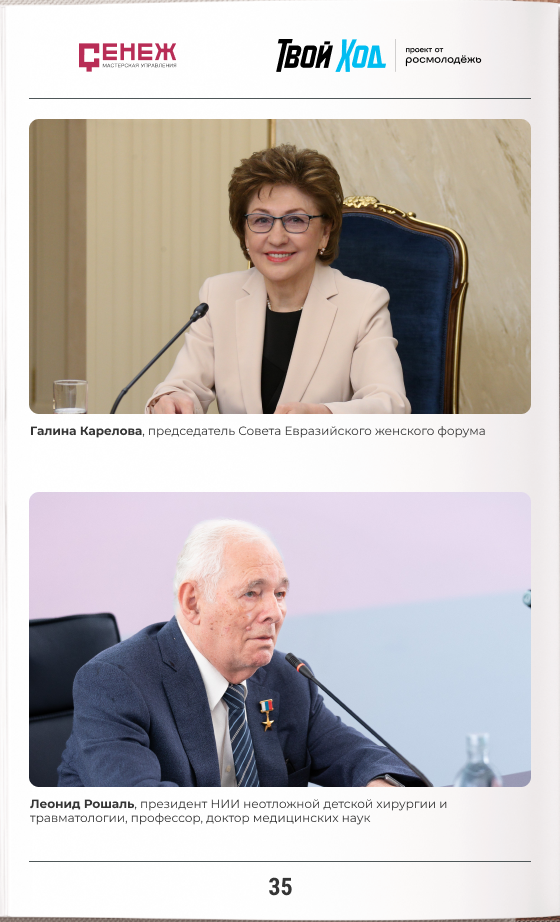 СЕНЕЖ
МАСТЕРСКАЯ УПРАВЛЕНИЯ
ТВОЙ ХОД
проект от
росмолодёжь
Галина Карелова, председатель Совета Евразийского женского форума
Леонид Рошаль, президент НИИ неотложной детской хирургии и
травматологии, профессор, доктор медицинских наук
35